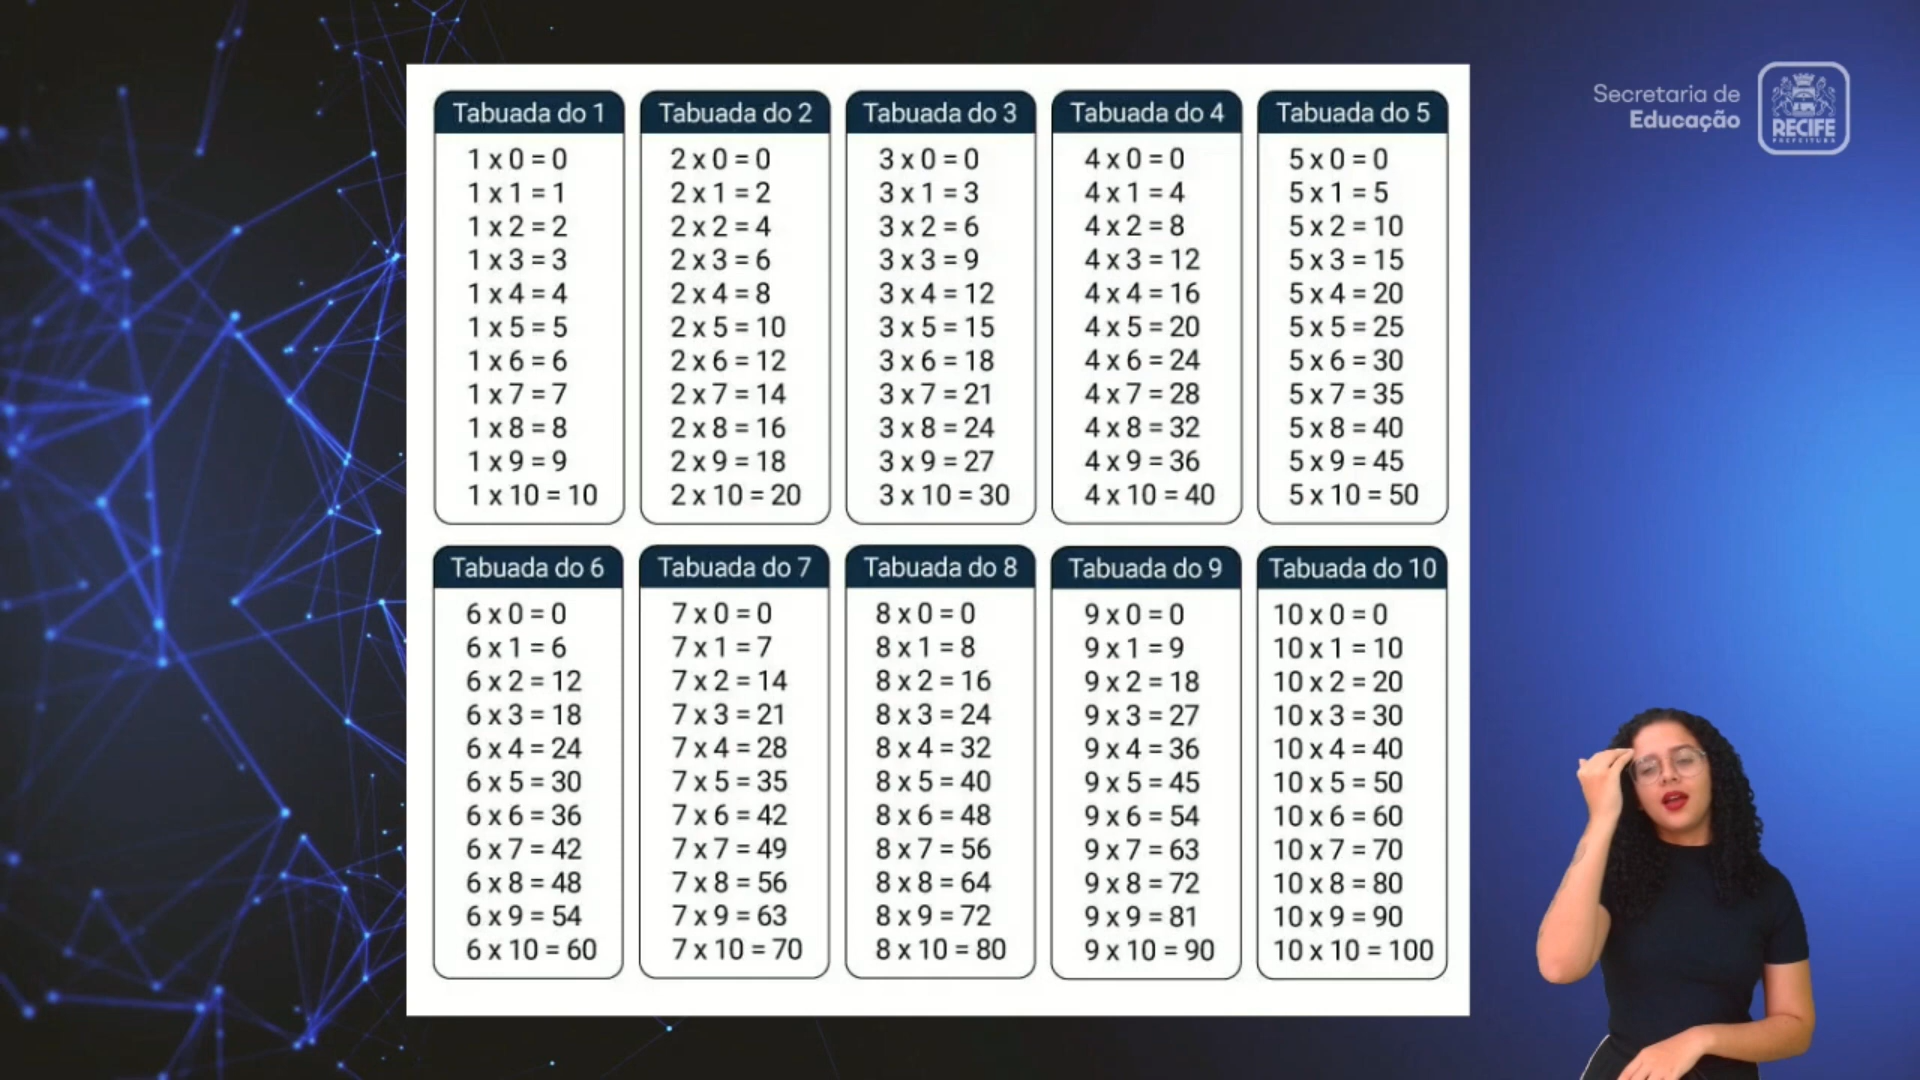 Secretaria de
Educação
RECIFE
PREFEITURA
Tabuada do 1
1 x 0 = 0
1 x 1 = 1
1 x 2 = 2
1 x 3 = 3
1 x 4 = 4
1 x 5 = 5
1 x 6 = 6
1 x 7 = 7
1 x 8 = 8
1 x 9 = 9
1 x 10 = 10
Tabuada do 2
2 x 0 = 0
2 x 1 = 2
2 x 2 = 4
2 x 3 = 6
2 x 4 = 8
2 x 5 = 10
2 x 6 = 12
2 x 7 = 14
2 x 8 = 16
2 x 9 = 18
2 x 10 = 20
Tabuada do 3
3 x 0 = 0
3 x 1 = 3
3 x 2 = 6
3 x 3 = 9
3 x 4 = 12
3 x 5 = 15
3 x 6 = 18
3 x 7 = 21
3 x 8 = 24
3 x 9 = 27
3 x 10 = 30
Tabuada do 4
4 x 0 = 0
4 x 1 = 4
4 x 2 = 8
4 x 3 = 12
4 x 4 = 16
4 x 5 = 20
4 x 6 = 24
4 x 7 = 28
4 x 8 = 32
4 x 9 = 36
4 x 10 = 40
Tabuada do 5
5 x 0 = 0
5 x 1 = 5
5 x 2 = 10
5 x 3 = 15
5 x 4 = 20
5 x 5 = 25
5 x 6 = 30
5 x 7 = 35
5 x 8 = 40
5 x 9 = 45
5 x 10 = 50
Tabuada do 6
6 x 0 = 0
6 x 1 = 6
6 x 2 = 12
6 x 3 = 18
6 x 4 = 24
6 x 5 = 30
6 x 6 = 36
6 x 7 = 42
6 x 8 = 48
6 x 9 = 54
6 x 10 = 60
Tabuada do 7
7 x 0 = 0
7 x 1 = 7
7 x 2 = 14
7 x 3 = 21
7 x 4 = 28
7 x 5 = 35
7 x 6 = 42
7 x 7 = 49
7 x 8 = 56
7 x 9 = 63
7 x 10 = 70
Tabuada do 8
8 x 0 = 0
8 x 1 = 8
8 x 2 = 16
8 x 3 = 24
8 x 4 = 32
8 x 5 = 40
8 x 6 = 48
8 x 7 = 56
8 x 8 = 64
8 x 9 = 72
8 x 10 = 80
Tabuada do 9
9 x 0 = 0
9 x 1 = 9
9 x 2 = 18
9 x 3 = 27
9 x 4 = 36
9 x 5 = 45
9 x 6 = 54
9 x 7 = 63
9 x 8 = 72
9 x 9 = 81
9 x 10 = 90
Tabuada do 10
10 x 0 = 0
10 x 1 = 10
10 x 2 = 20
10 x 3 = 30
10 x 4 = 40
10 x 5 = 50
10 x 6 = 60
10 x 7 = 70
10 x 8 = 80
10 x 9 = 90
10 x 10 = 100